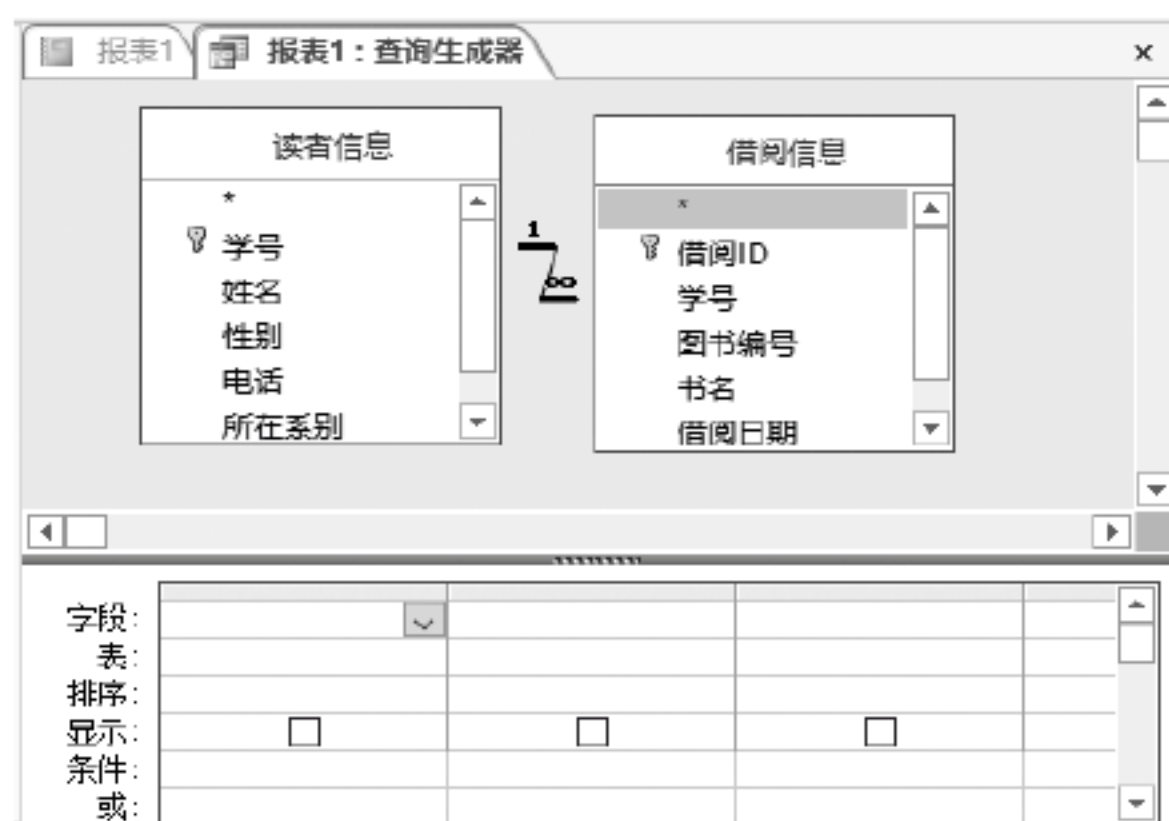 报表1 报表1：查询生成器
读者信息
*
学号
姓名
性别
电话
所在系别
1
∞
借阅信息
*
借阅ID
学号
图书编号
书名
借阅日期
字段：
表：
排序：
显示：
条件：
或：